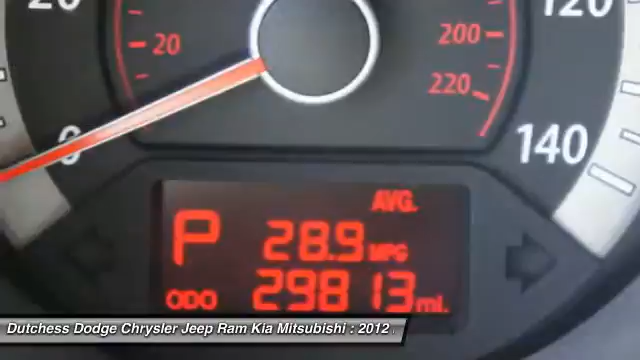 20 120
20 200
220
0 140
AVG.
P 28.9 MPG
ODO 29813 mi.
Dutchess Dodge Chrysler Jeep Ram Kia Mitsubishi : 2012